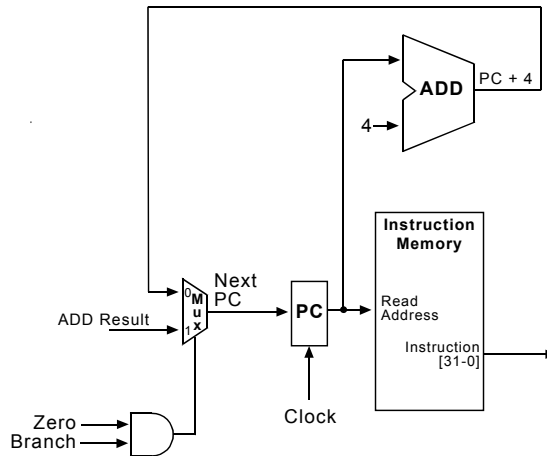 ADD
PC + 4
4
Instruction
Memory
0
Mux
1
Next
PC
ADD Result
PC
Read
Address
Instruction
[31-0]
Clock
Zero
Branch